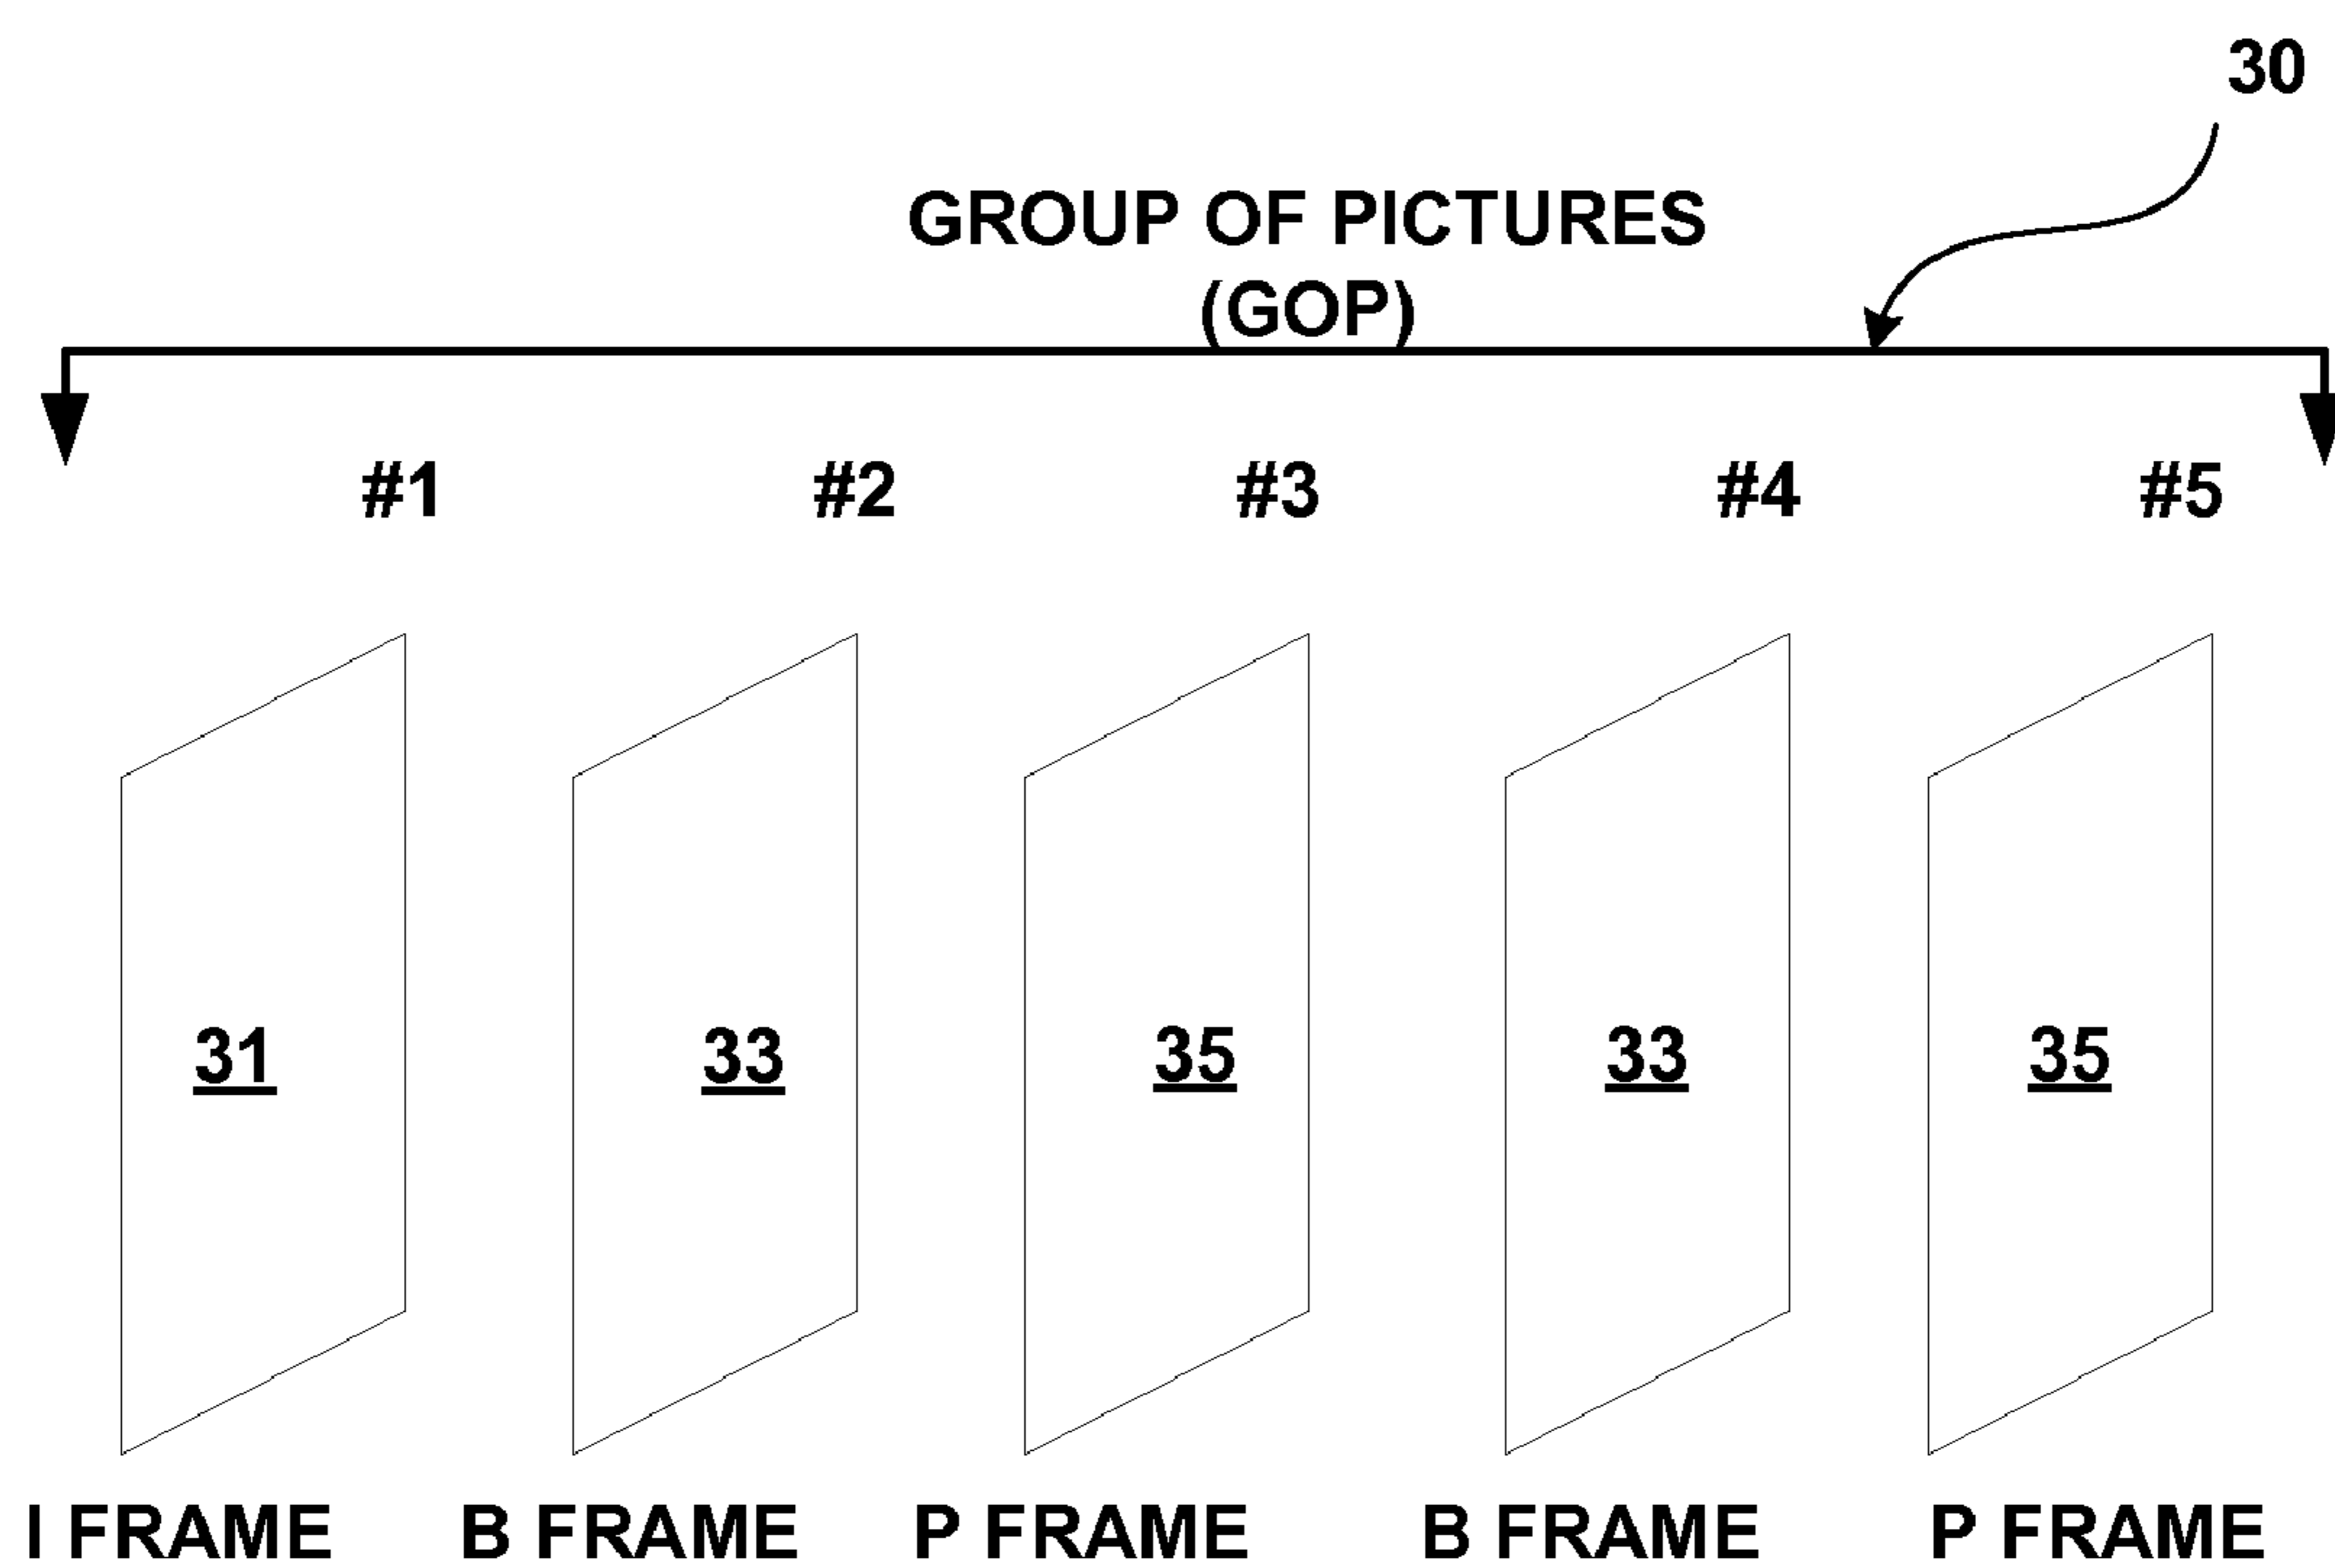 30
GROUP OF PICTURES
(GOP)
#1 #2 #3 #4 #5
31 33 35 33 35
I FRAME B FRAME P FRAME B FRAME P FRAME